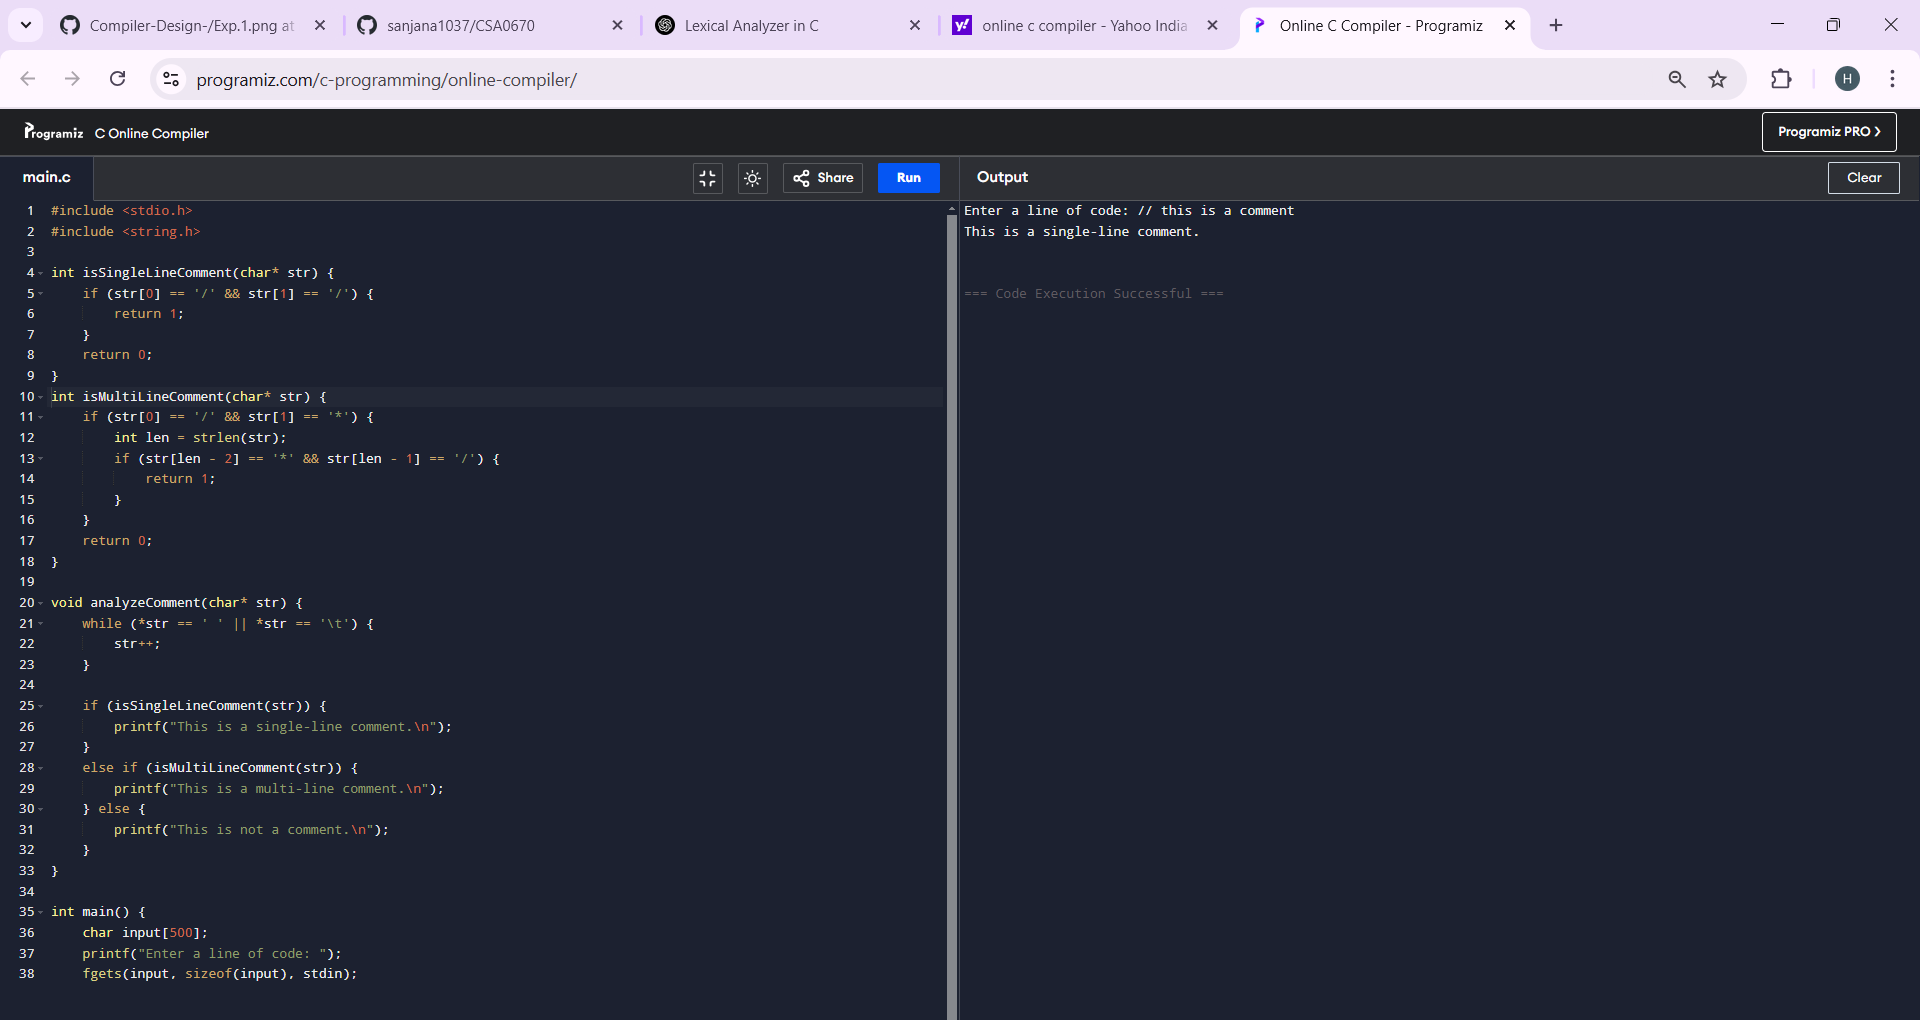 Compiler-Design-/Exp.1.png at
sanjana1037/CSA0670
Lexical Analyzer in C
online c compiler - Yahoo India
Online C Compiler - Programiz
programiz.com/c-programming/online-compiler/
H
Programiz C Online Compiler
Programiz PRO
main.c
Share
Run
Output
Clear
1 #include <stdio.h>
2 #include <string.h>
3
4 int isSingleLineComment(char* str) {
5     if (str[0] == '/' && str[1] == '/') {
6         return 1;
7     }
8     return 0;
9 }
10 int isMultiLineComment(char* str) {
11     if (str[0] == '/' && str[1] == '*') {
12         int len = strlen(str);
13         if (str[len - 2] == '*' && str[len - 1] == '/') {
14             return 1;
15         }
16     }
17     return 0;
18 }
19
20 void analyzeComment(char* str) {
21     while (*str == ' ' || *str == '\t') {
22         str++;
23     }
24
25     if (isSingleLineComment(str)) {
26         printf("This is a single-line comment.\n");
27     }
28     else if (isMultiLineComment(str)) {
29         printf("This is a multi-line comment.\n");
30     } else {
31         printf("This is not a comment.\n");
32     }
33 }
34
35 int main() {
36     char input[500];
37     printf("Enter a line of code: ");
38     fgets(input, sizeof(input), stdin);
Enter a line of code: // this is a comment
This is a single-line comment.
=== Code Execution Successful ===